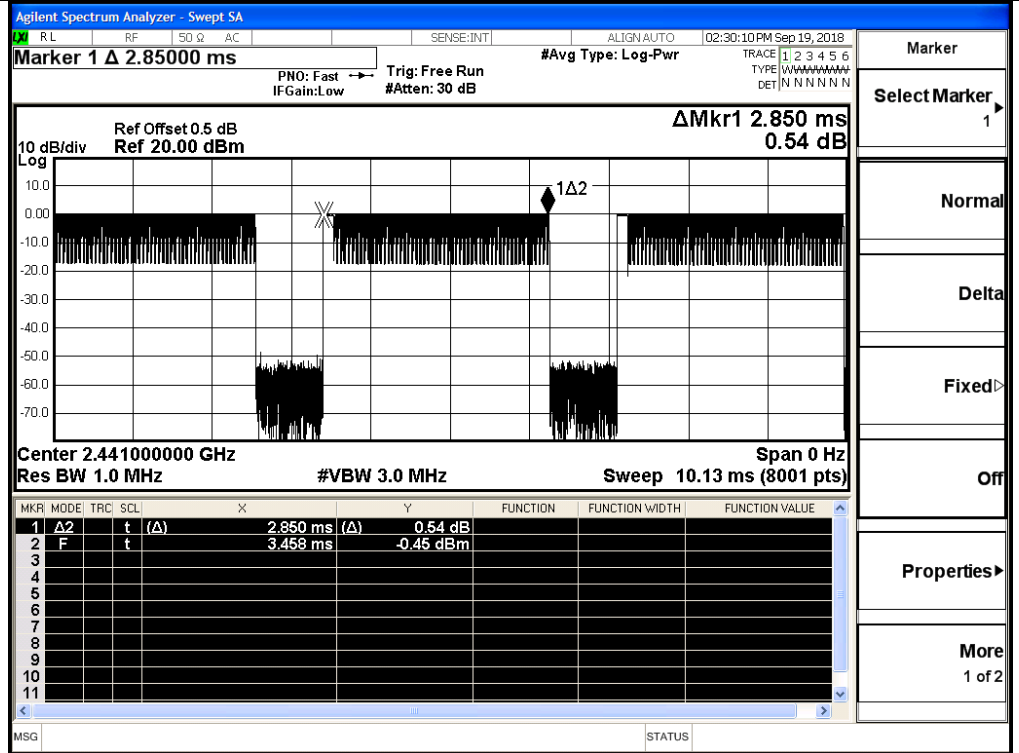 Agilent Spectrum Analyzer - Swept SA
LXI RL RF 50 Ω AC SENSE:INT ALIGN AUTO 02:30:10 PM Sep 19, 2018
Marker 1 Δ 2.85000 ms
PNO: Fast
IFGain:Low
Trig: Free Run
#Atten: 30 dB
#Avg Type: Log-Pwr
TRACE 1 2 3 4 5 6
TYPE WWWWWW
DET N N N N N N
Ref Offset 0.5 dB
10 dB/div Ref 20.00 dBm
Log
ΔMkr1 2.850 ms
0.54 dB
10.0
0.00
-10.0
-20.0
-30.0
-40.0
-50.0
-60.0
-70.0
1Δ2
Center 2.441000000 GHz Span 0 Hz
Res BW 1.0 MHz #VBW 3.0 MHz Sweep 10.13 ms (8001 pts)
MKR MODE TRC SCL X Y FUNCTION FUNCTION WIDTH FUNCTION VALUE
1 Δ2 t (Δ) 2.850 ms (Δ) 0.54 dB
2 F t 3.458 ms -0.45 dBm
3
4
5
6
7
8
9
10
11
MSG STATUS
Marker
Select Marker
1
Normal
Delta
Fixed
Off
Properties
More
1 of 2